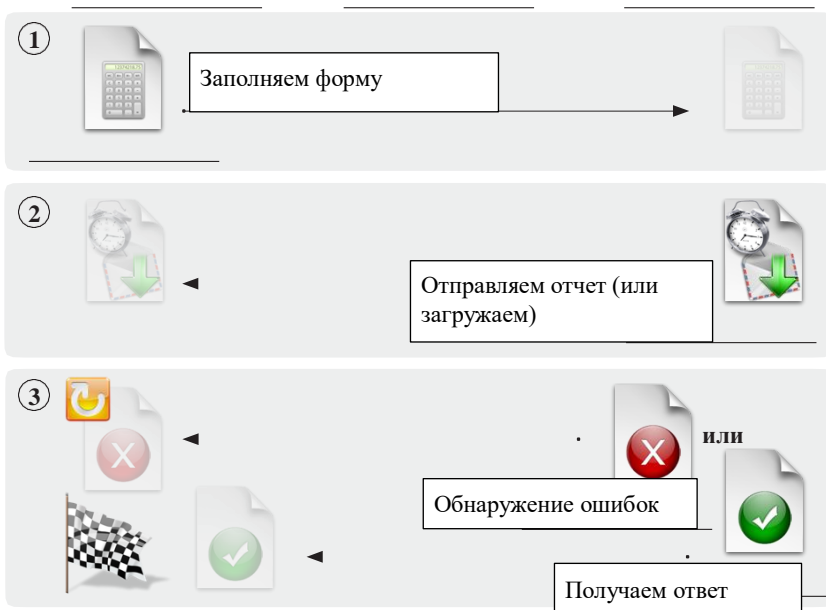 1
Заполняем форму
2
Отправляем отчет (или
загружаем)
3
или
Обнаружение ошибок
Получаем ответ